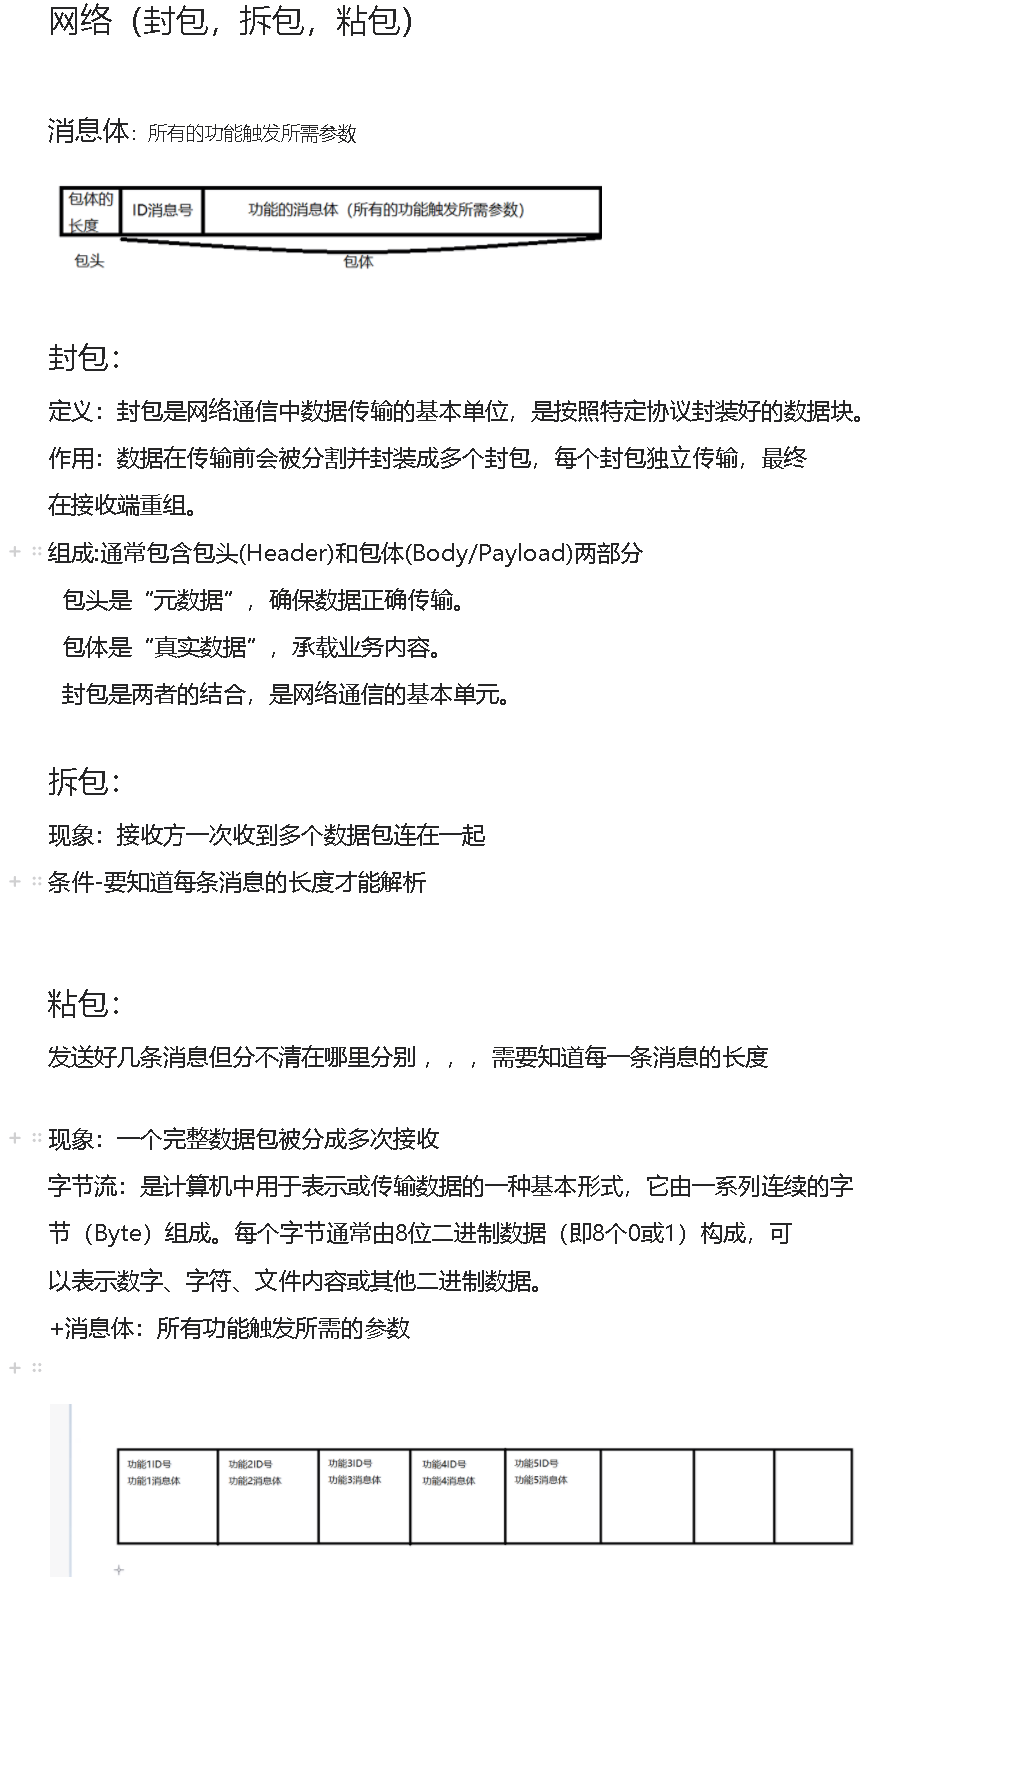 网络（封包，拆包，粘包）
消息体：所有的功能触发所需参数
包体的
长度
ID消息号
功能的消息体（所有的功能触发所需参数）
包头
包体
封包：
定义：封包是网络通信中数据传输的基本单位，是按照特定协议封装好的数据块。
作用：数据在传输前会被分割并封装成多个封包，每个封包独立传输，最终
在接收端重组。
组成:通常包含包头(Header)和包体(Body/Payload)两部分
包头是“元数据”，确保数据正确传输。
包体是“真实数据”，承载业务内容。
封包是两者的结合，是网络通信的基本单元。
拆包：
现象：接收方一次收到多个数据包连在一起
条件-要知道每条消息的长度才能解析
粘包：
发送好几条消息但分不清在哪里分别，，，需要知道每一条消息的长度
现象：一个完整数据包被分成多次接收
字节流：是计算机中用于表示或传输数据的一种基本形式，它由一系列连续的字
节（Byte）组成。每个字节通常由8位二进制数据（即8个0或1）构成，可
以表示数字、字符、文件内容或其他二进制数据。
+消息体：所有功能触发所需的参数
功能1ID号
功能1消息体
功能2ID号
功能2消息体
功能3ID号
功能3消息体
功能4ID号
功能4消息体
功能5ID号
功能5消息体